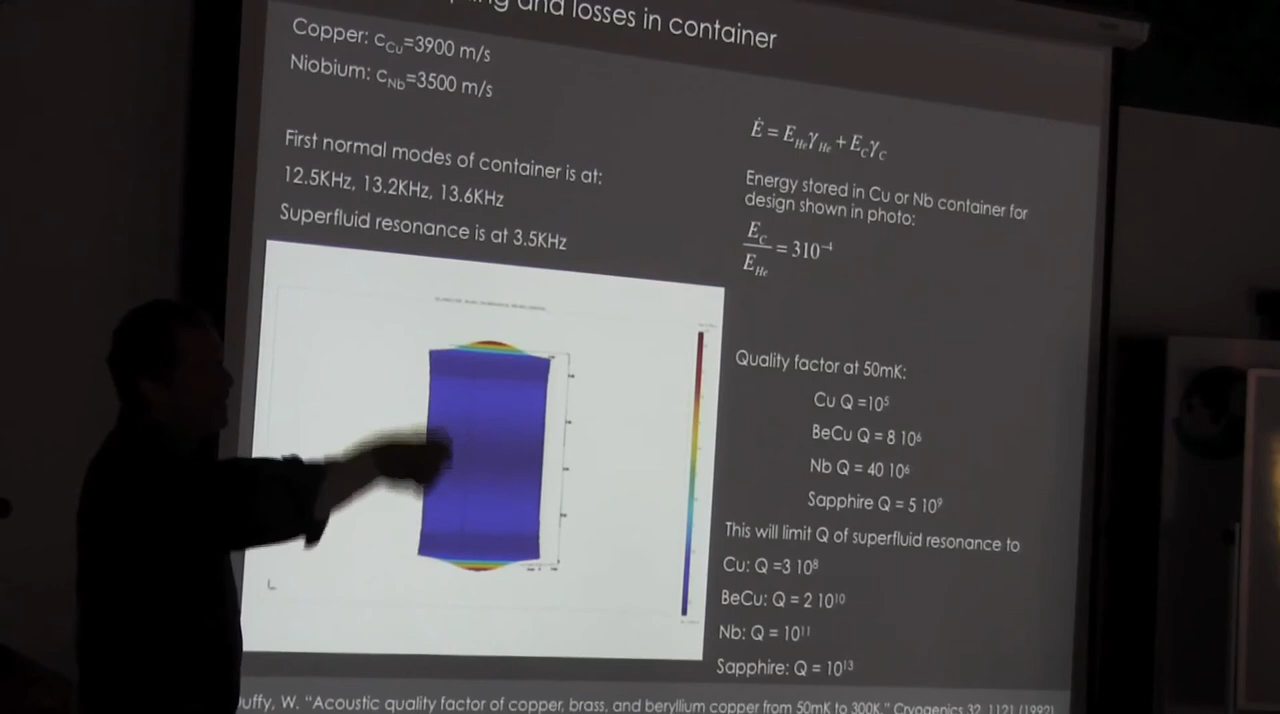 and losses in container
Copper: cCu=3900 m/s
Niobium: cNb=3500 m/s
First normal modes of container is at:
12.5KHz, 13.2KHz, 13.6KHz
Superfluid resonance is at 3.5KHz
Ė = EHeγHe + ECγC
Energy stored in Cu or Nb container for
design shown in photo:
EC/EHe = 310⁻⁴
Quality factor at 50mK:
Cu Q =10⁵
BeCu Q = 8 10⁶
Nb Q = 40 10⁶
Sapphire Q = 5 10⁹
This will limit Q of superfluid resonance to
Cu: Q =3 10⁸
BeCu: Q = 2 10¹⁰
Nb: Q = 10¹¹
Sapphire: Q = 10¹³
uffy, W. “Acoustic quality factor of copper, brass, and beryllium copper from 50mK to 300K.” Cryogenics 32, 1121 (1992)